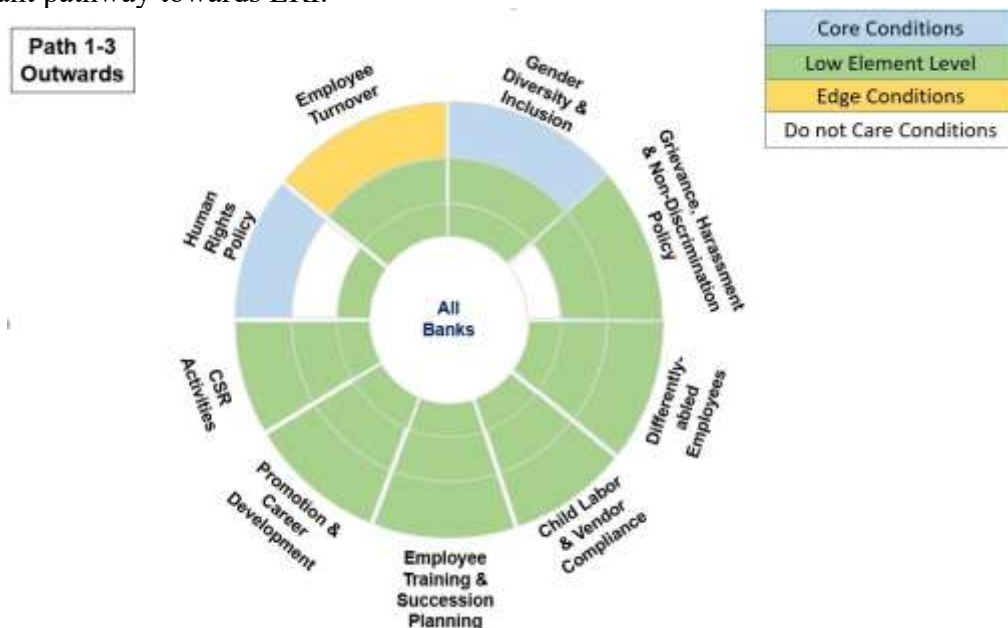 Path 1-3
Outwards
Core Conditions
Low Element Level
Edge Conditions
Do not Care Conditions
Employee
Turnover
Gender
Diversity &
Inclusion
Grievance, Harassment
& Non-Discrimination
Policy
Human
Rights
Policy
All
Banks
CSR
Activities
Differently-
abled
Employees
Promotion &
Career
Development
Child Labor
& Vendor
Compliance
Employee
Training &
Succession
Planning